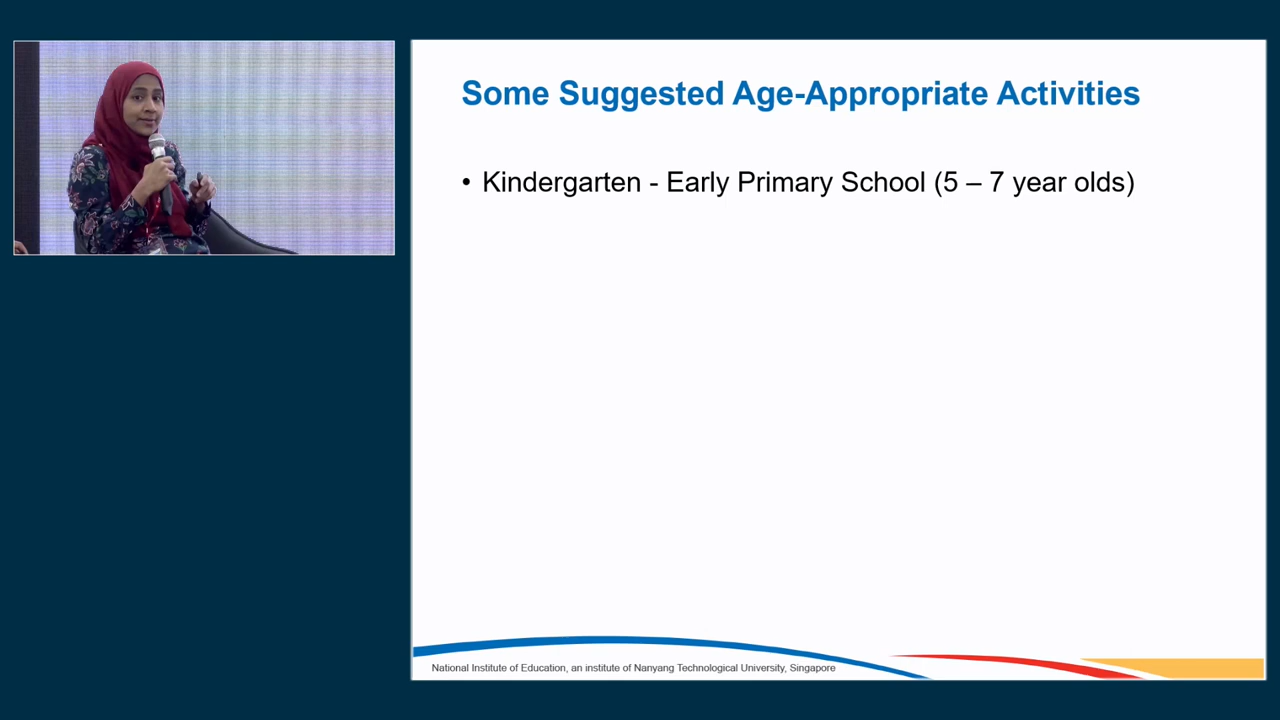 Some Suggested Age-Appropriate Activities
• Kindergarten - Early Primary School (5 – 7 year olds)
National Institute of Education, an institute of Nanyang Technological University, Singapore